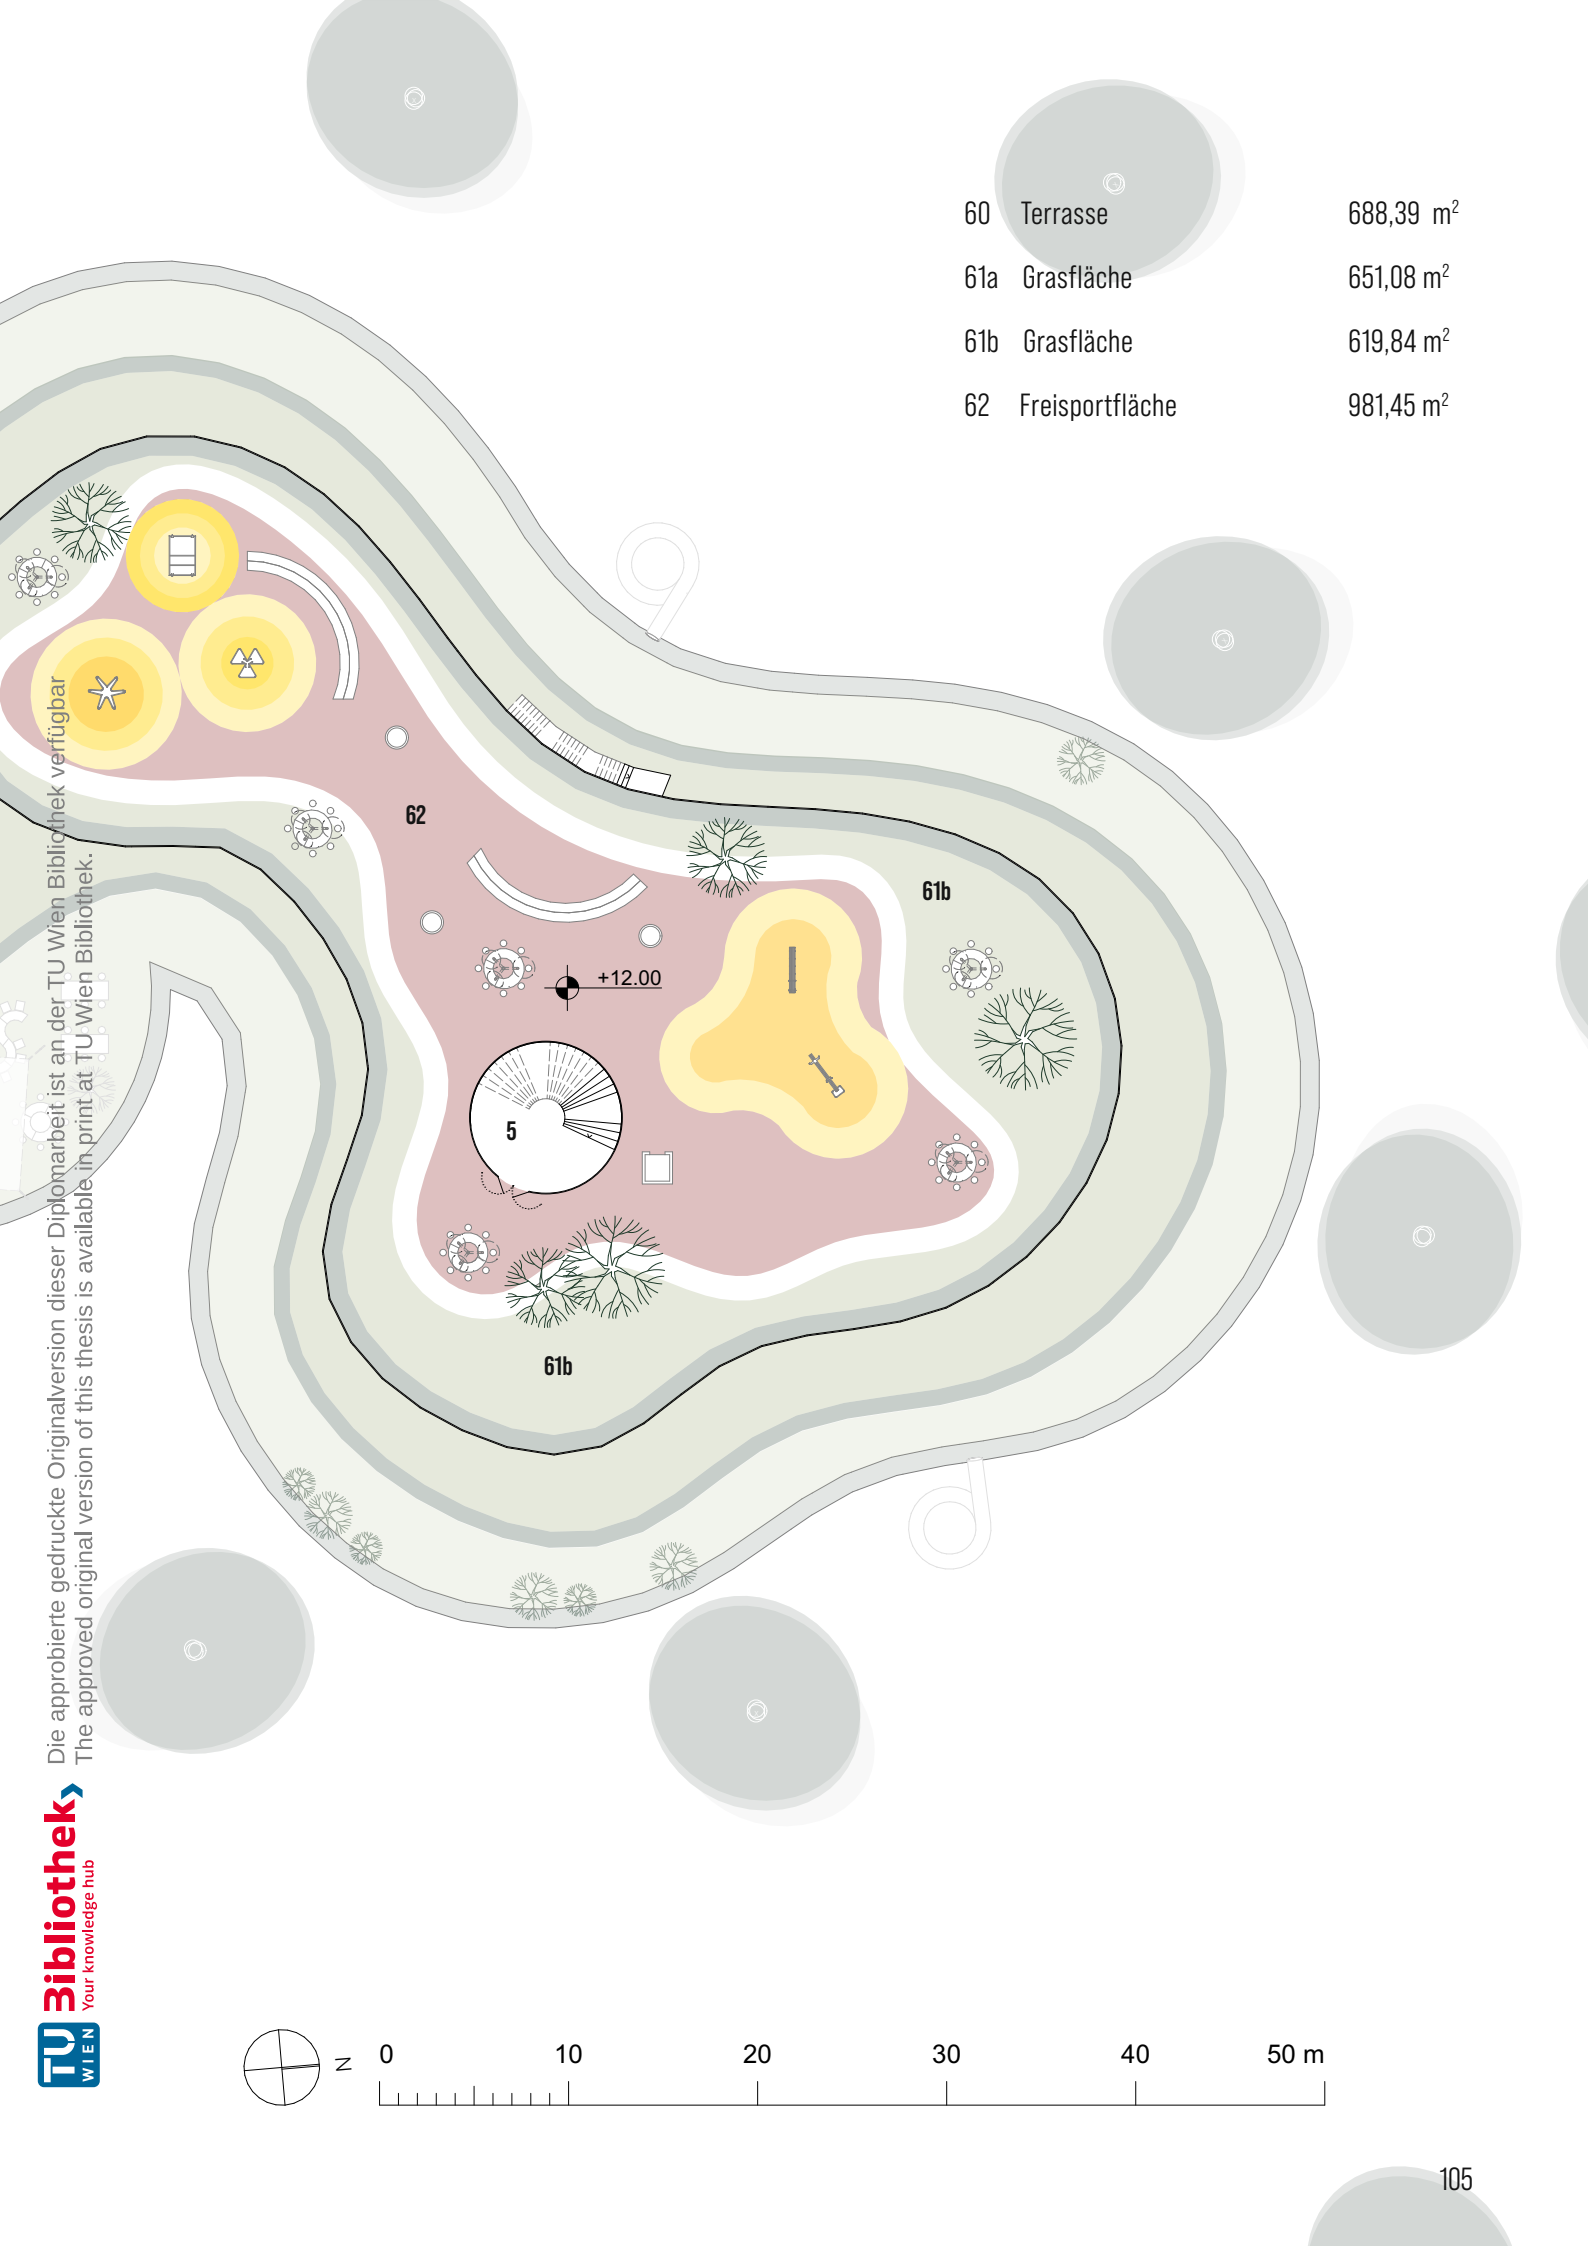 60 Terrasse 688,39 m²
61a Grasfläche 651,08 m²
61b Grasfläche 619,84 m²
62 Freisportfläche 981,45 m²
62
61b
+12.00
5
61b
Die approbierte gedruckte Originalversion dieser Diplomarbeit ist an der TU Wien Bibliothek verfügbar
The approved original version of this thesis is available in print at TU Wien Bibliothek.
TU WIEN Bibliothek
Your knowledge hub
N 0 10 20 30 40 50 m
105